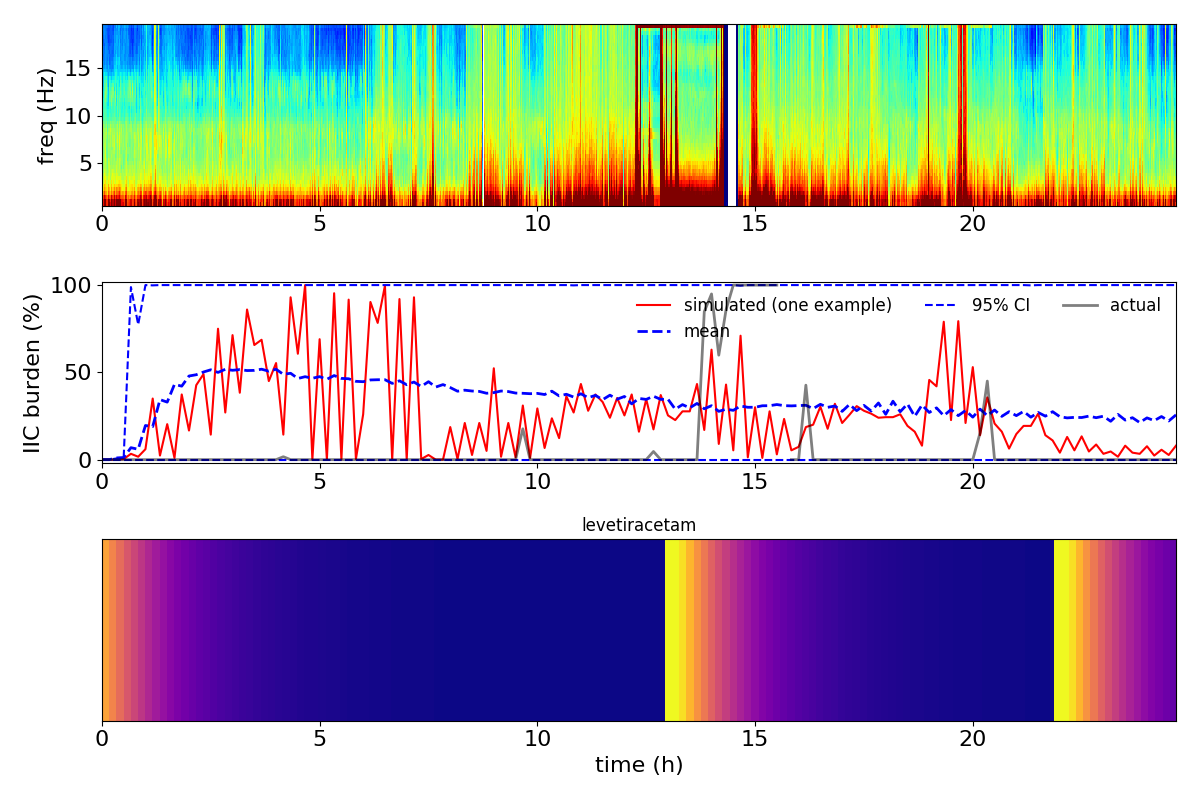 freq (Hz)
15
10
5
0 5 10 15 20
IIC burden (%)
100
50
0
simulated (one example) 95% CI actual
mean
0 5 10 15 20
levetiracetam
0 5 10 15 20
time (h)